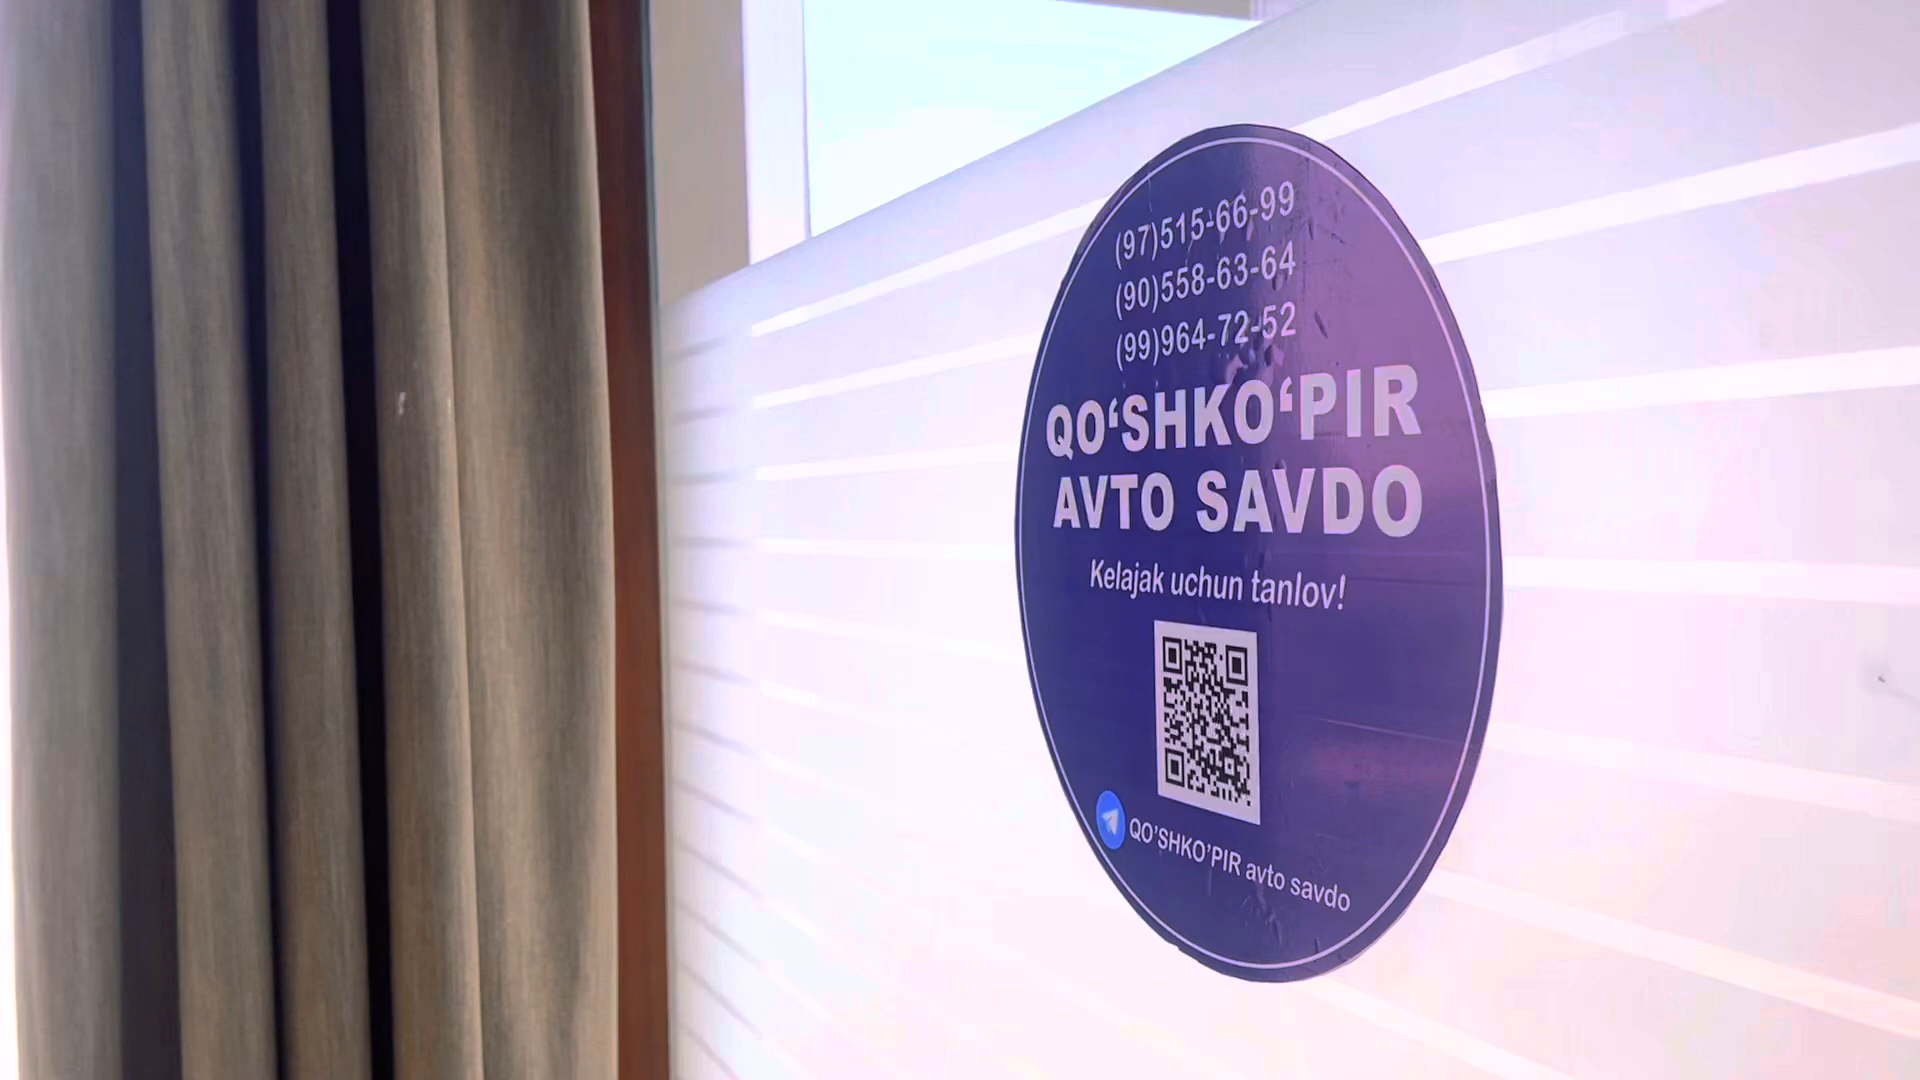 (97)515-66-99
(90)558-63-64
(99)964-72-52
QO‘SHKO‘PIR
AVTO SAVDO
Kelajak uchun tanlov!
QO’SHKO’PIR avto savdo